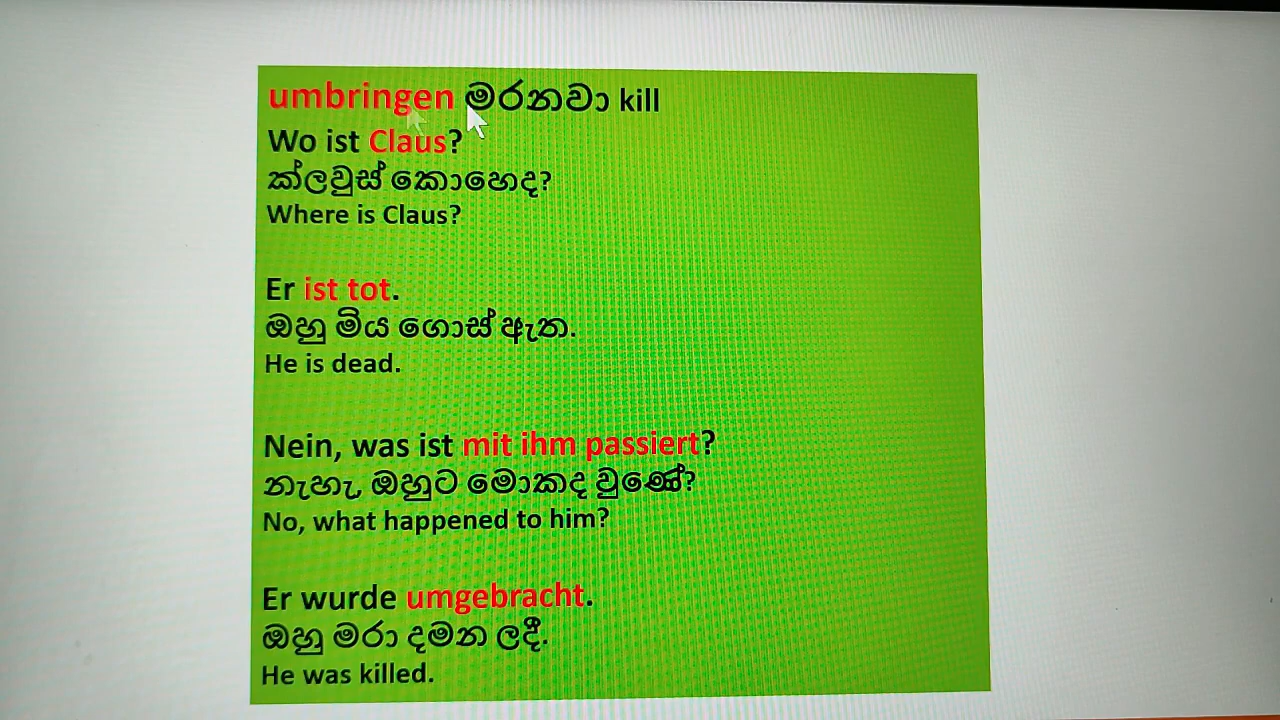 umbringen මරනවා kill
Wo ist Claus?
ක්ලවුස් කොහෙද?
Where is Claus?
Er ist tot.
ඔහු මිය ගොස් ඇත.
He is dead.
Nein, was ist mit ihm passiert?
නැහැ, ඔහුට මොකද වුණේ?
No, what happened to him?
Er wurde umgebracht.
ඔහු මරා දමන ලදී.
He was killed.